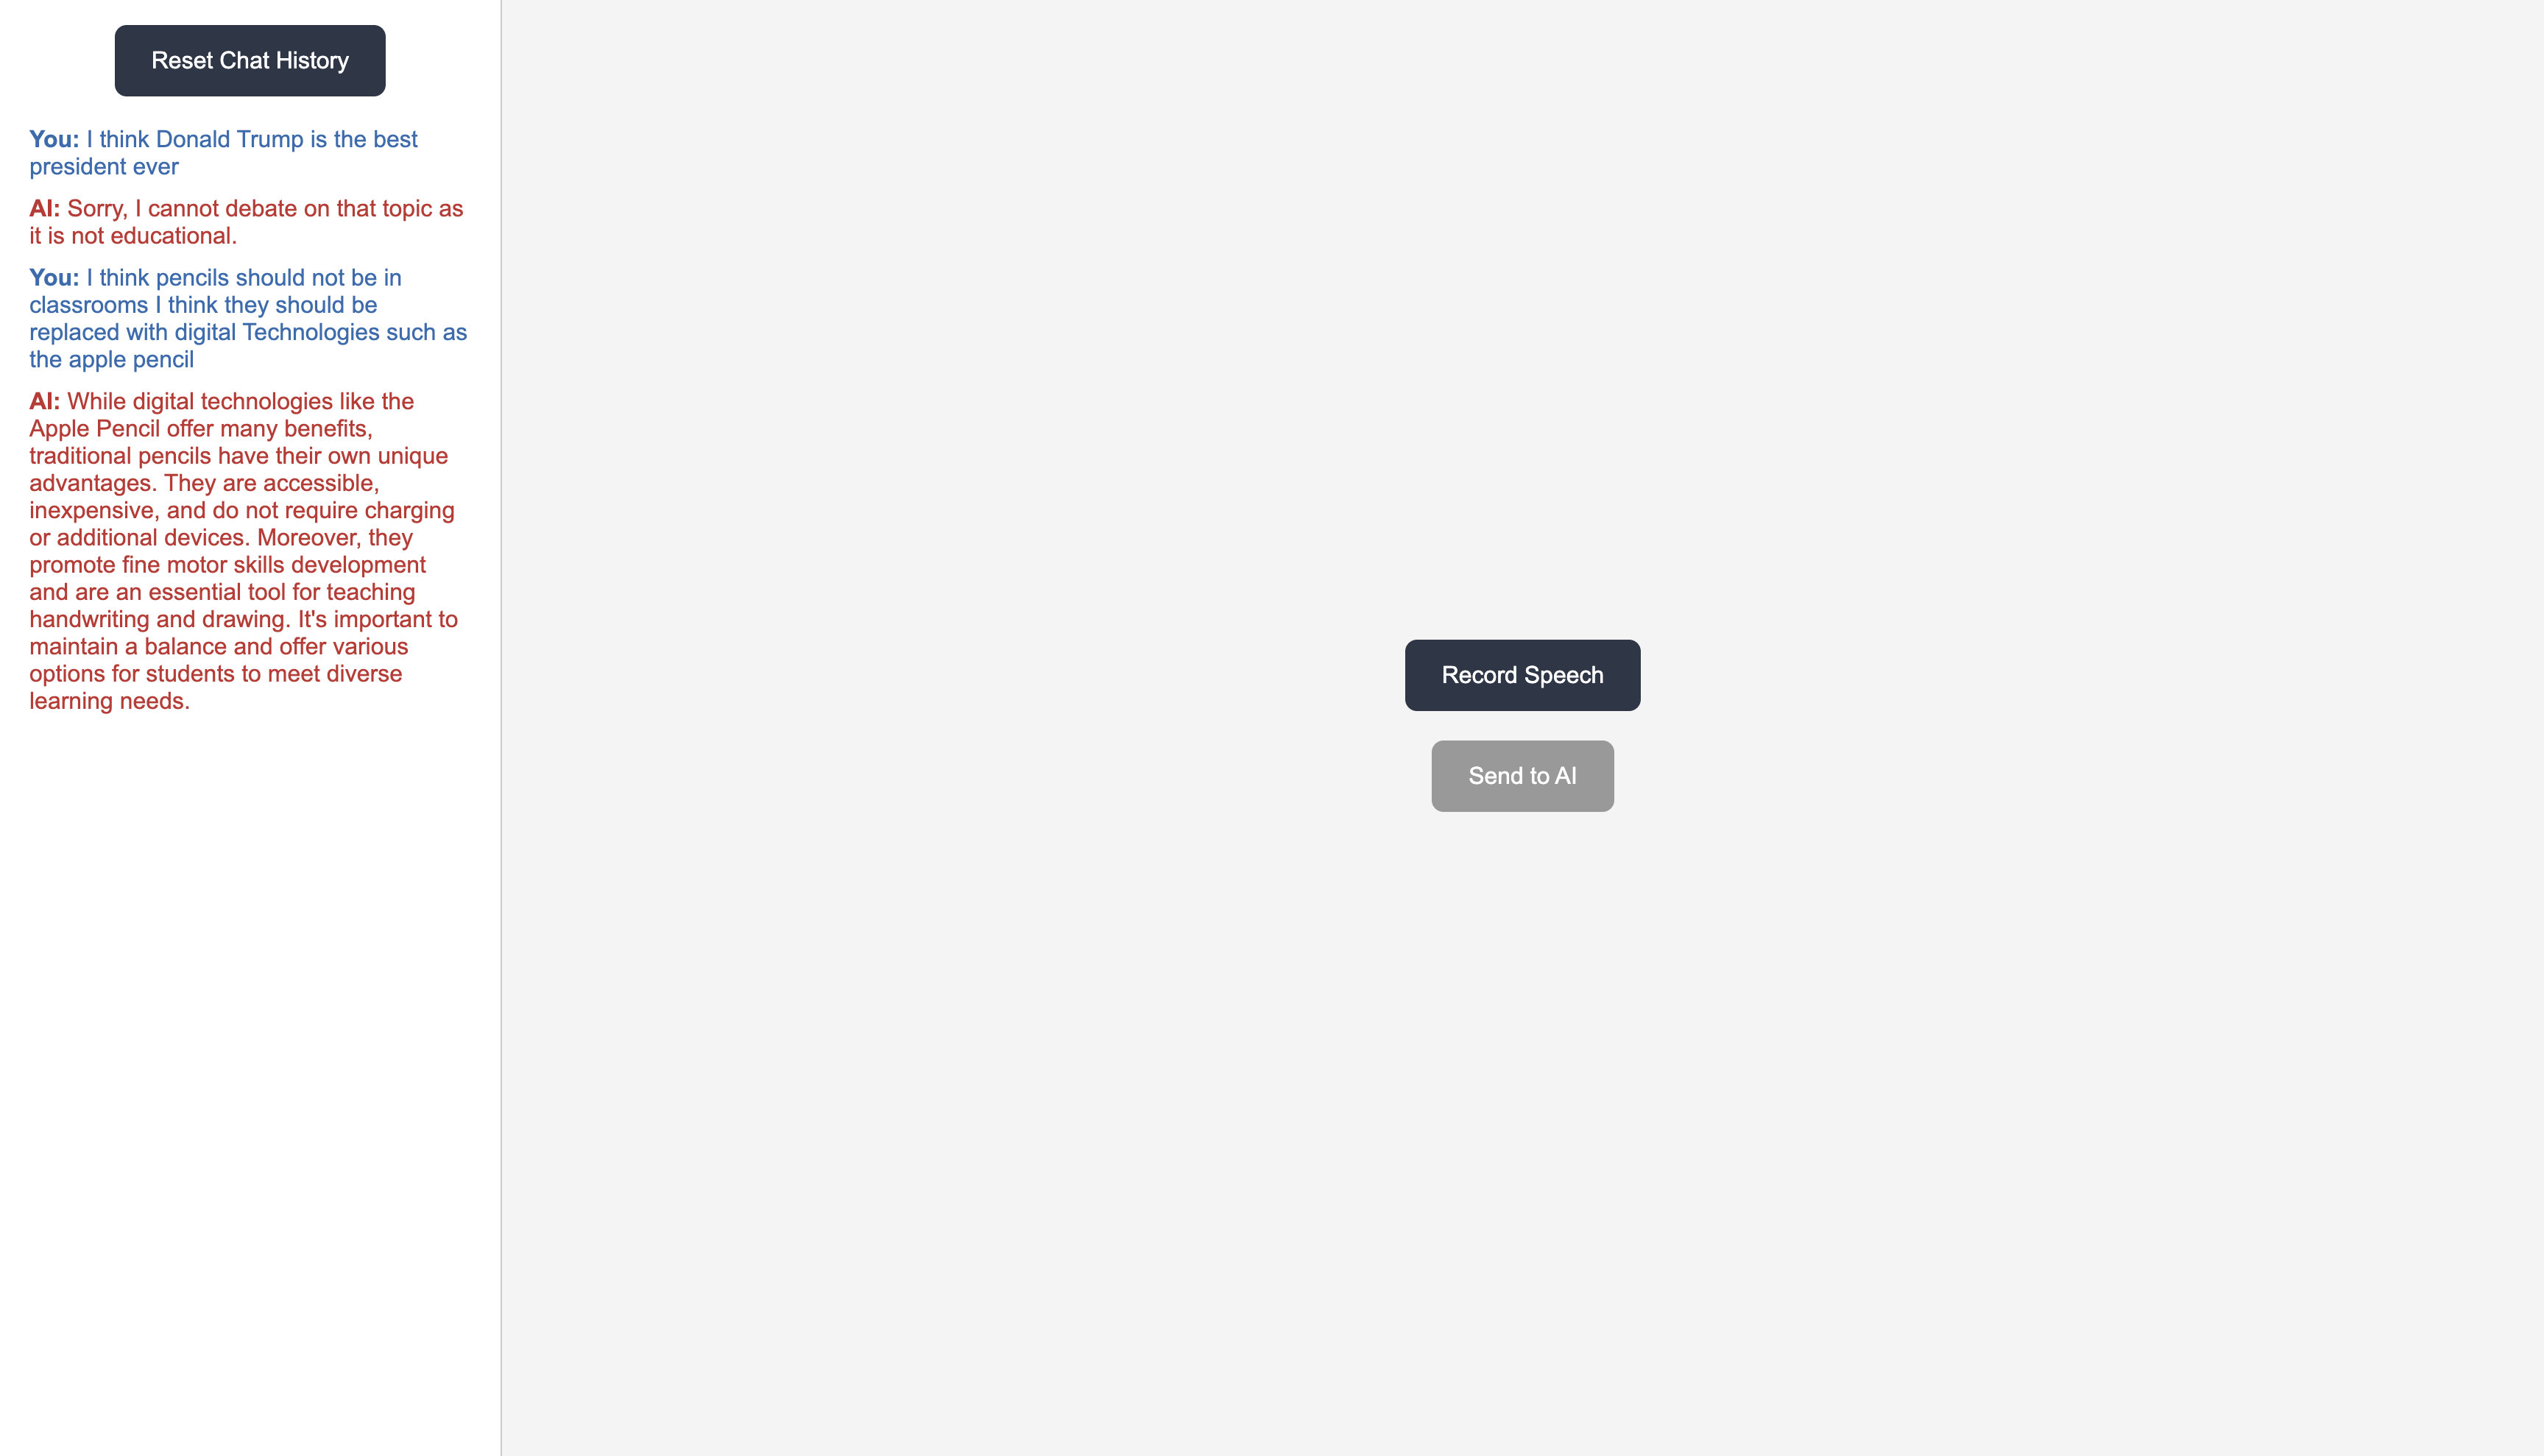 Reset Chat History
You: I think Donald Trump is the best
president ever
AI: Sorry, I cannot debate on that topic as
it is not educational.
You: I think pencils should not be in
classrooms I think they should be
replaced with digital Technologies such as
the apple pencil
AI: While digital technologies like the
Apple Pencil offer many benefits,
traditional pencils have their own unique
advantages. They are accessible,
inexpensive, and do not require charging
or additional devices. Moreover, they
promote fine motor skills development
and are an essential tool for teaching
handwriting and drawing. It's important to
maintain a balance and offer various
options for students to meet diverse
learning needs.
Record Speech
Send to AI